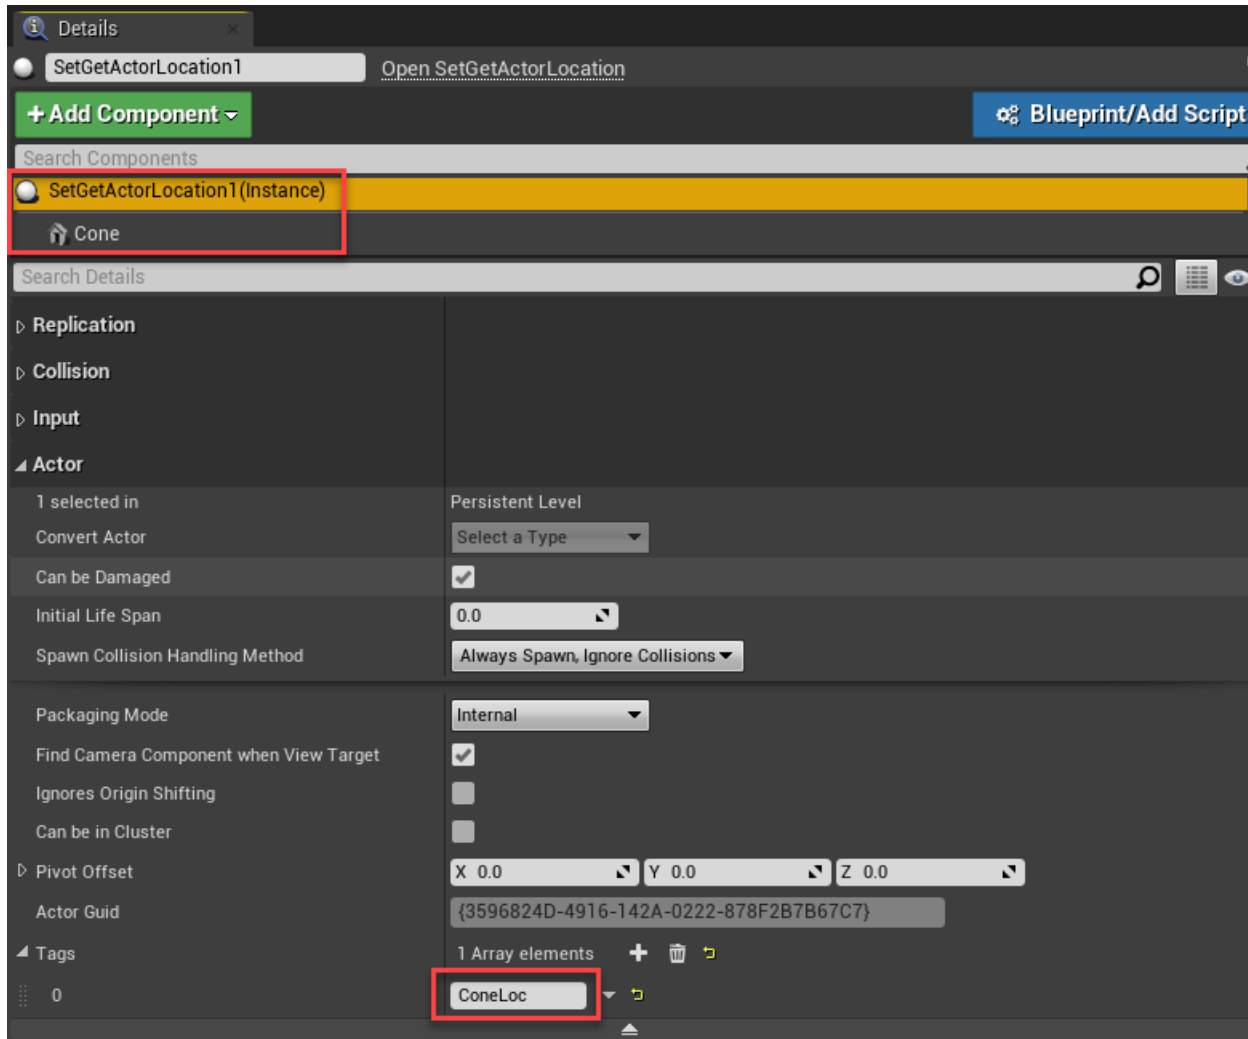 Details
SetGetActorLocation1 Open SetGetActorLocation
Add Component Blueprint/Add Script
Search Components
SetGetActorLocation1(Instance)
Cone
Search Details
Replication
Collision
Input
Actor
1 selected in Persistent Level
Convert Actor Select a Type
Can be Damaged
Initial Life Span 0.0
Spawn Collision Handling Method Always Spawn, Ignore Collisions
Packaging Mode Internal
Find Camera Component when View Target
Ignores Origin Shifting
Can be in Cluster
Pivot Offset X 0.0 Y 0.0 Z 0.0
Actor Guid {3596824D-4916-142A-0222-878F2B7B67C7}
Tags 1 Array elements
0 ConeLoc